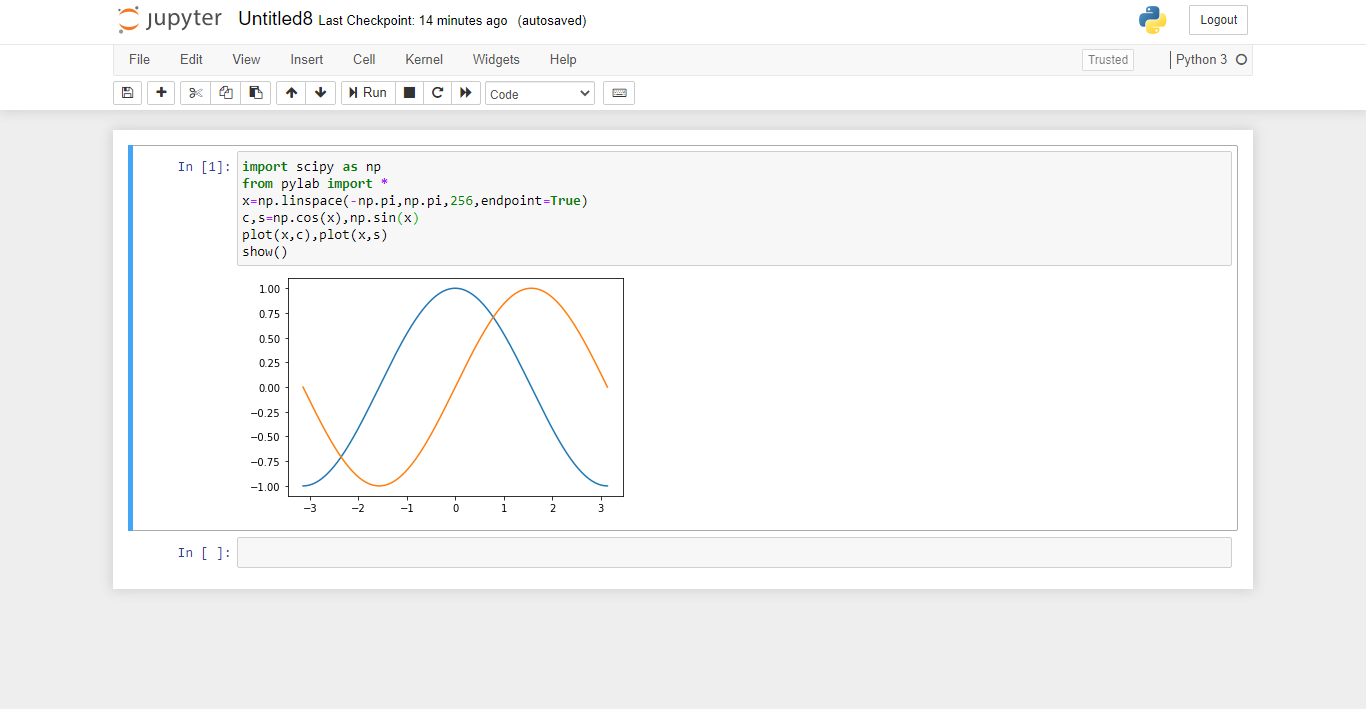 jupyter Untitled8 Last Checkpoint: 14 minutes ago (autosaved) Logout
File Edit View Insert Cell Kernel Widgets Help Trusted Python 3
Run Code
In [1]: import scipy as np
from pylab import *
x=np.linspace(-np.pi,np.pi,256,endpoint=True)
c,s=np.cos(x),np.sin(x)
plot(x,c),plot(x,s)
show()
1.00
0.75
0.50
0.25
0.00
−0.25
−0.50
−0.75
−1.00
−3 −2 −1 0 1 2 3
In [ ]: